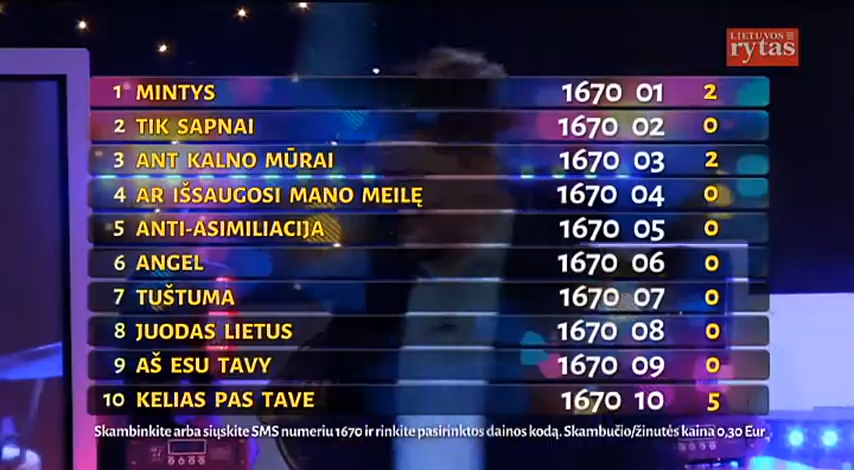 LIETUVOS
rytas
1 MINTYS 1670 01 2
2 TIK SAPNAI 1670 02 0
3 ANT KALNO MŪRAI 1670 03 2
4 AR IŠSAUGOSI MANO MEILĘ 1670 04 0
5 ANTI-ASIMILIACIJA 1670 05 0
6 ANGEL 1670 06 0
7 TUŠTUMA 1670 07 0
8 JUODAS LIETUS 1670 08 0
9 AŠ ESU TAVY 1670 09 0
10 KELIAS PAS TAVE 1670 10 5
Skambinkite arba siųskite SMS numeriu 1670 ir rinkite pasirinktos dainos kodą. Skambučio/žinutės kaina 0,30 Eur